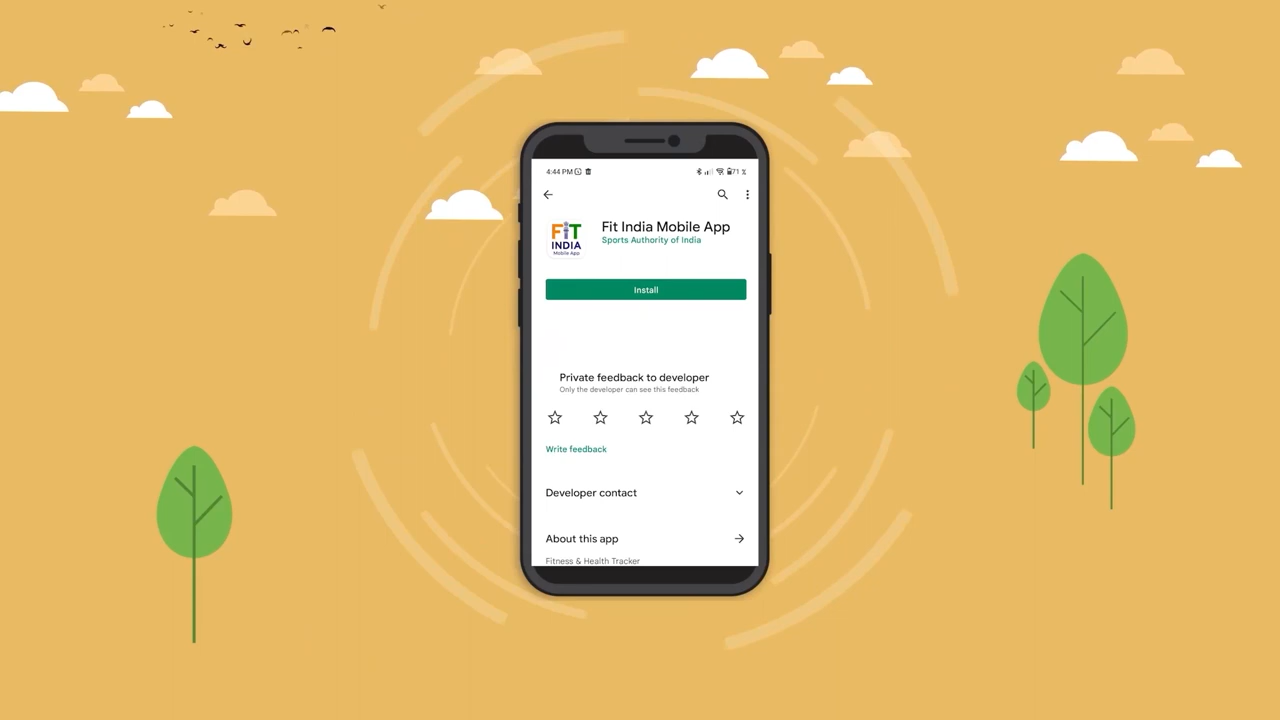 4:44 PM
71 %
FiT
INDIA
Mobile App
Fit India Mobile App
Sports Authority of India
Install
Private feedback to developer
Only the developer can see this feedback
Write feedback
Developer contact
About this app
Fitness & Health Tracker